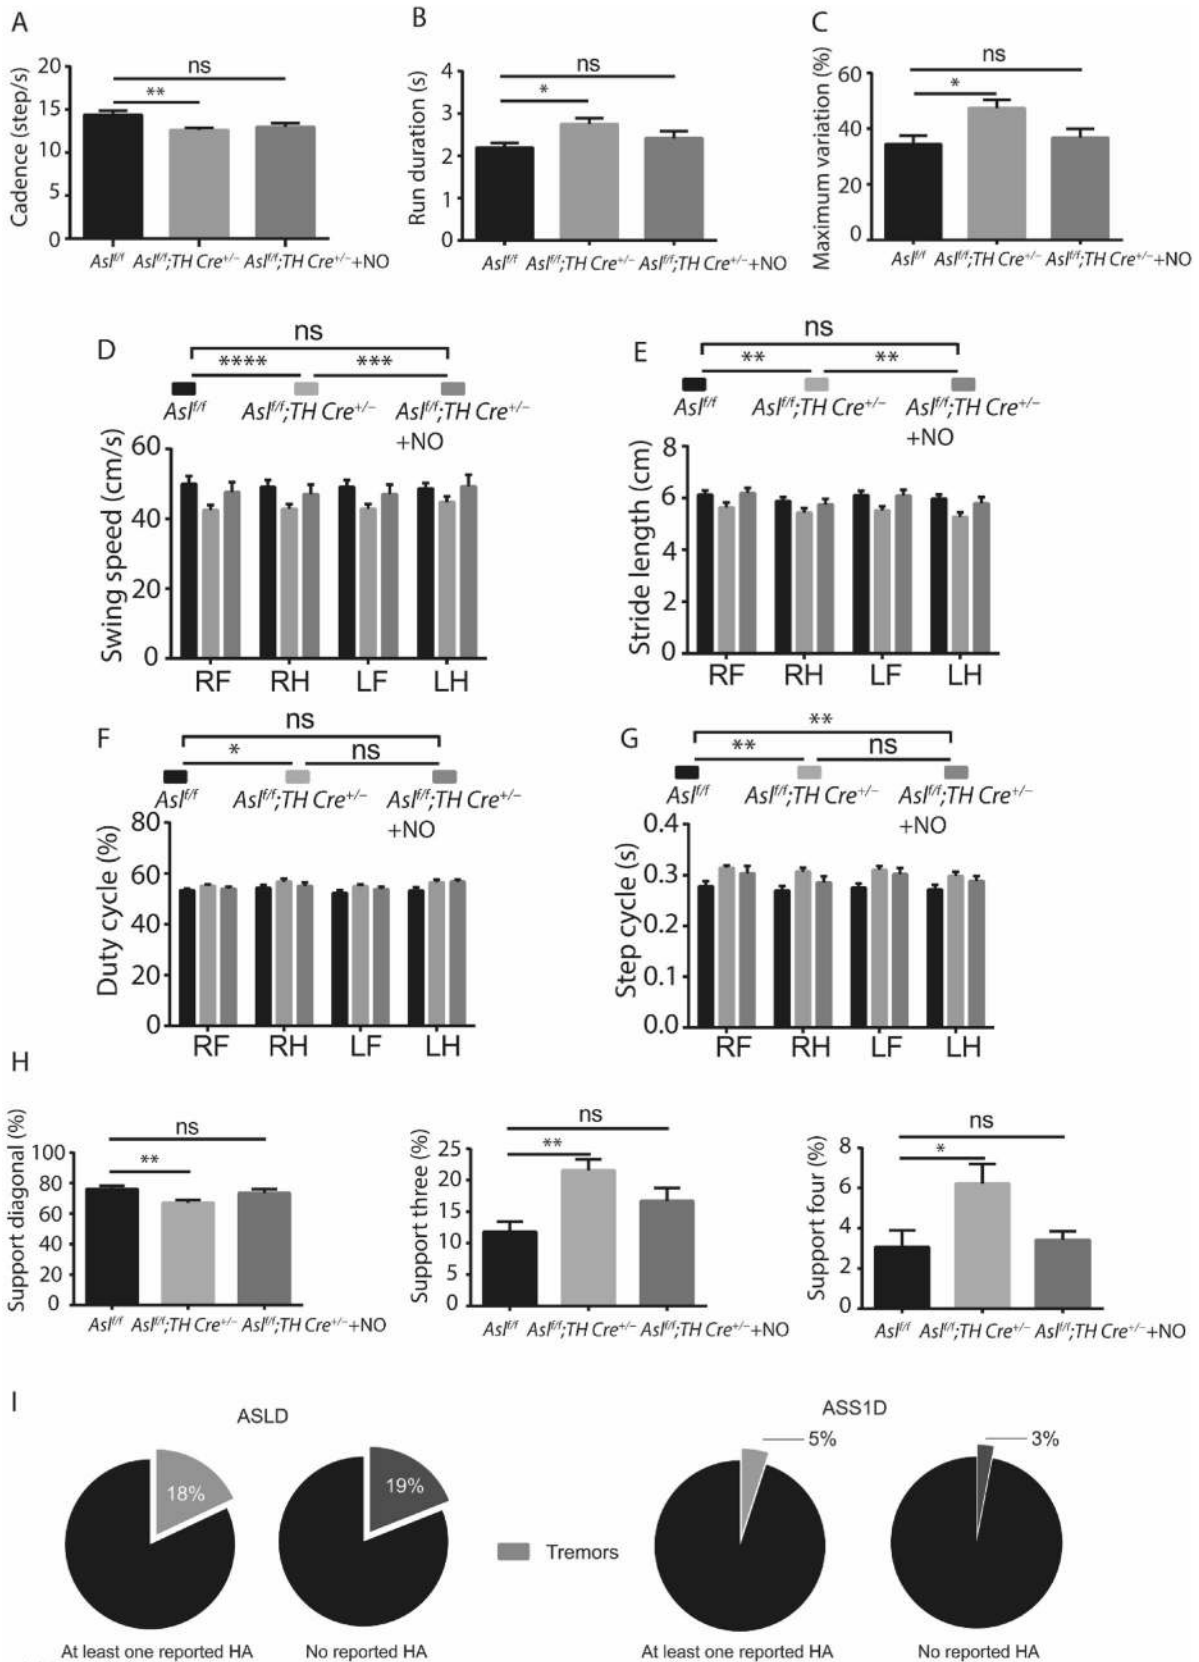 A
Cadence (step/s)
20
15
10
5
0
ns
**
Asl^f/f Asl^f/f;TH Cre^+/− Asl^f/f;TH Cre^+/−+NO
B
Run duration (s)
4
3
2
1
0
ns
*
Asl^f/f Asl^f/f;TH Cre^+/− Asl^f/f;TH Cre^+/−+NO
C
Maximum variation (%)
60
40
20
0
ns
*
Asl^f/f Asl^f/f;TH Cre^+/− Asl^f/f;TH Cre^+/−+NO
D
ns
**** ***
Asl^f/f Asl^f/f;TH Cre^+/− Asl^f/f;TH Cre^+/−
+NO
Swing speed (cm/s)
60
40
20
0
RF RH LF LH
E
ns
** **
Asl^f/f Asl^f/f;TH Cre^+/− Asl^f/f;TH Cre^+/−
+NO
Stride length (cm)
8
6
4
2
0
RF RH LF LH
F
ns
* ns
Asl^f/f Asl^f/f;TH Cre^+/− Asl^f/f;TH Cre^+/−
+NO
Duty cycle (%)
80
60
40
20
0
RF RH LF LH
G
**
** ns
Asl^f/f Asl^f/f;TH Cre^+/− Asl^f/f;TH Cre^+/−
+NO
Step cycle (s)
0.4
0.3
0.2
0.1
0.0
RF RH LF LH
H
Support diagonal (%)
100
80
60
40
20
0
ns
**
Asl^f/f Asl^f/f;TH Cre^+/− Asl^f/f;TH Cre^+/−+NO
Support three (%)
25
20
15
10
5
0
ns
**
Asl^f/f Asl^f/f;TH Cre^+/− Asl^f/f;TH Cre^+/−+NO
Support four (%)
8
6
4
2
0
ns
*
Asl^f/f Asl^f/f;TH Cre^+/− Asl^f/f;TH Cre^+/−+NO
I
ASLD
18%
19%
At least one reported HA
No reported HA
Tremors
ASS1D
5%
3%
At least one reported HA
No reported HA